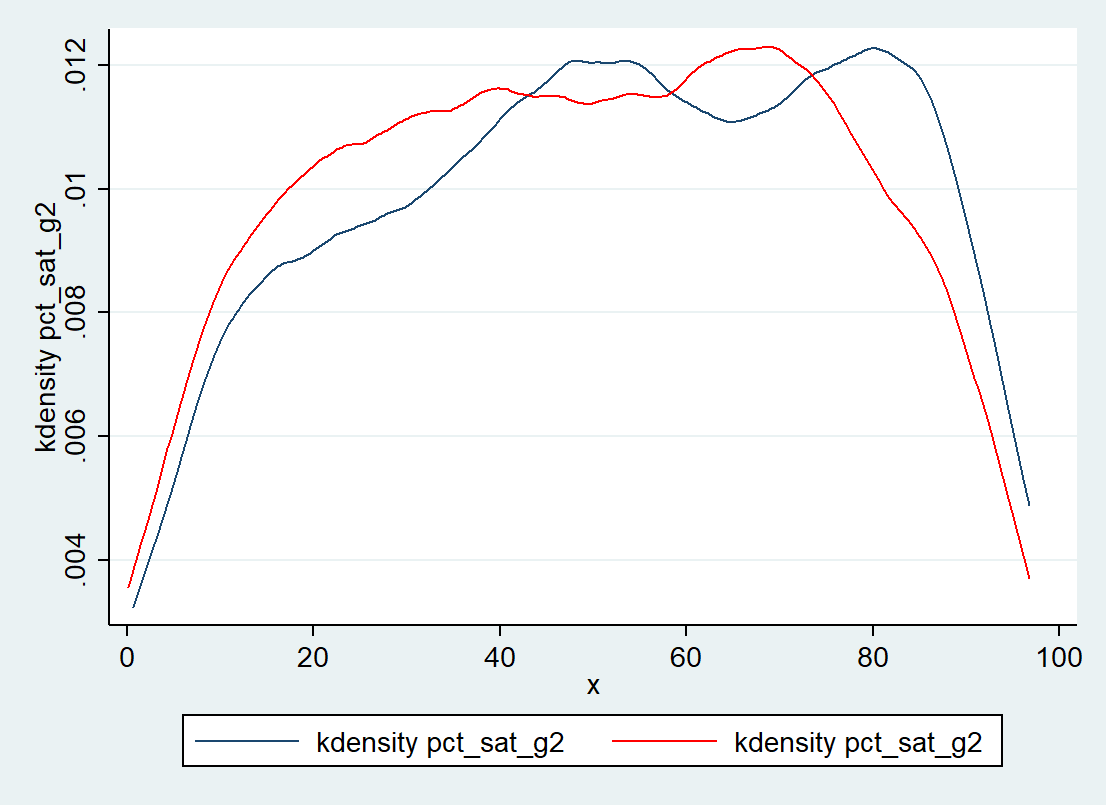 kdensity pct_sat_g2
.012
.01
.008
.006
.004
0 20 40 60 80 100
x
kdensity pct_sat_g2 kdensity pct_sat_g2